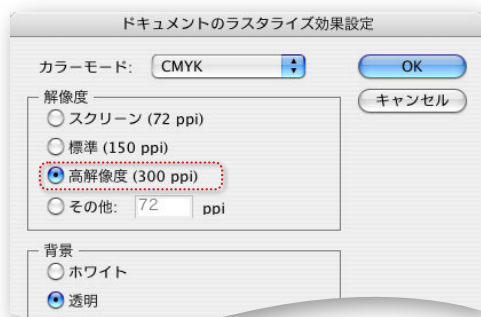 ドキュメントのラスタライズ効果設定
カラーモード: CMYK
OK
キャンセル
解像度
スクリーン (72 ppi)
標準 (150 ppi)
高解像度 (300 ppi)
その他: 72 ppi
背景
ホワイト
透明